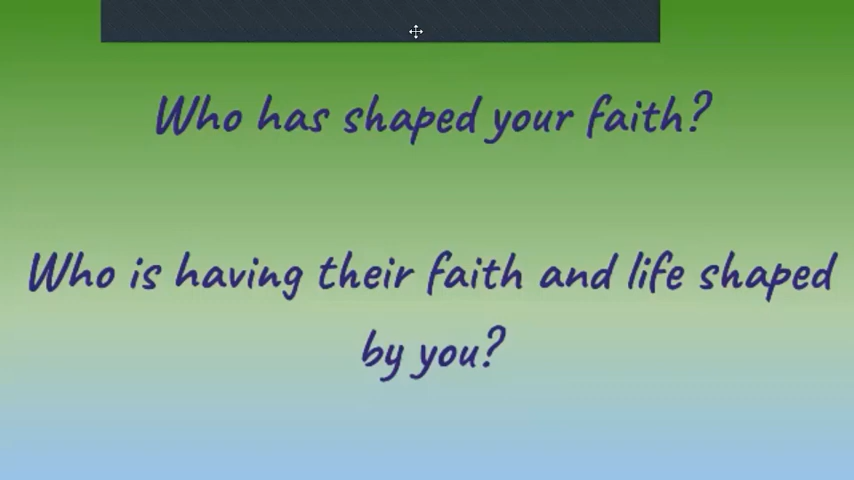 Who has shaped your faith?
Who is having their faith and life shaped
by you?